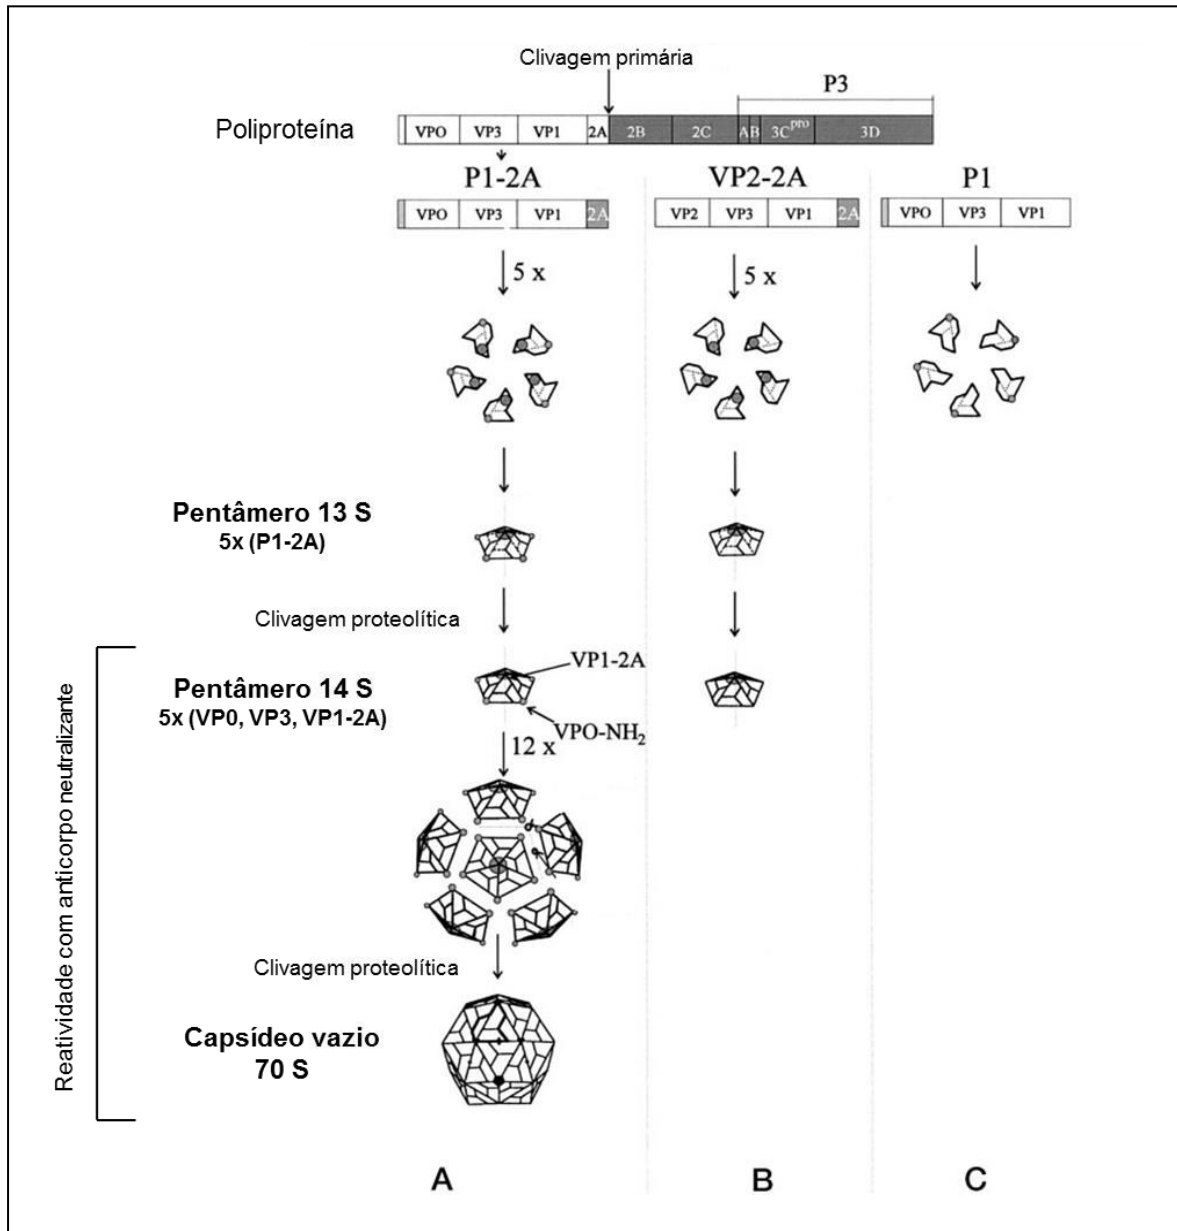 Clivagem primária
P3
Poliproteína
VPO VP3 VP1 2A 2B 2C A B 3Cpro 3D
P1-2A VP2-2A P1
VPO VP3 VP1 2A VP2 VP3 VP1 2A VPO VP3 VP1
5 x 5 x
Pentâmero 13 S
5x (P1-2A)
Clivagem proteolítica
VP1-2A
Pentâmero 14 S
5x (VP0, VP3, VP1-2A)
VPO-NH2
12 x
Clivagem proteolítica
Capsídeo vazio
70 S
Reatividade com anticorpo neutralizante
A B C